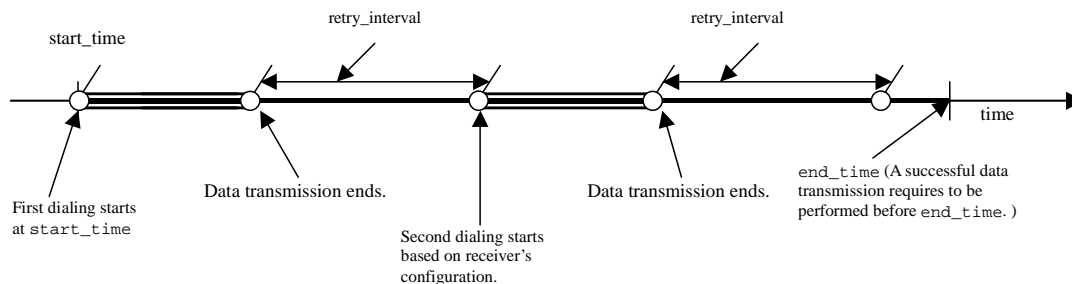 retry_interval
retry_interval
start_time
time
Data transmission ends.
Data transmission ends.
end_time (A successful data
transmission requires to be
performed before end_time. )
First dialing starts
at start_time
Second dialing starts
based on receiver's
configuration.